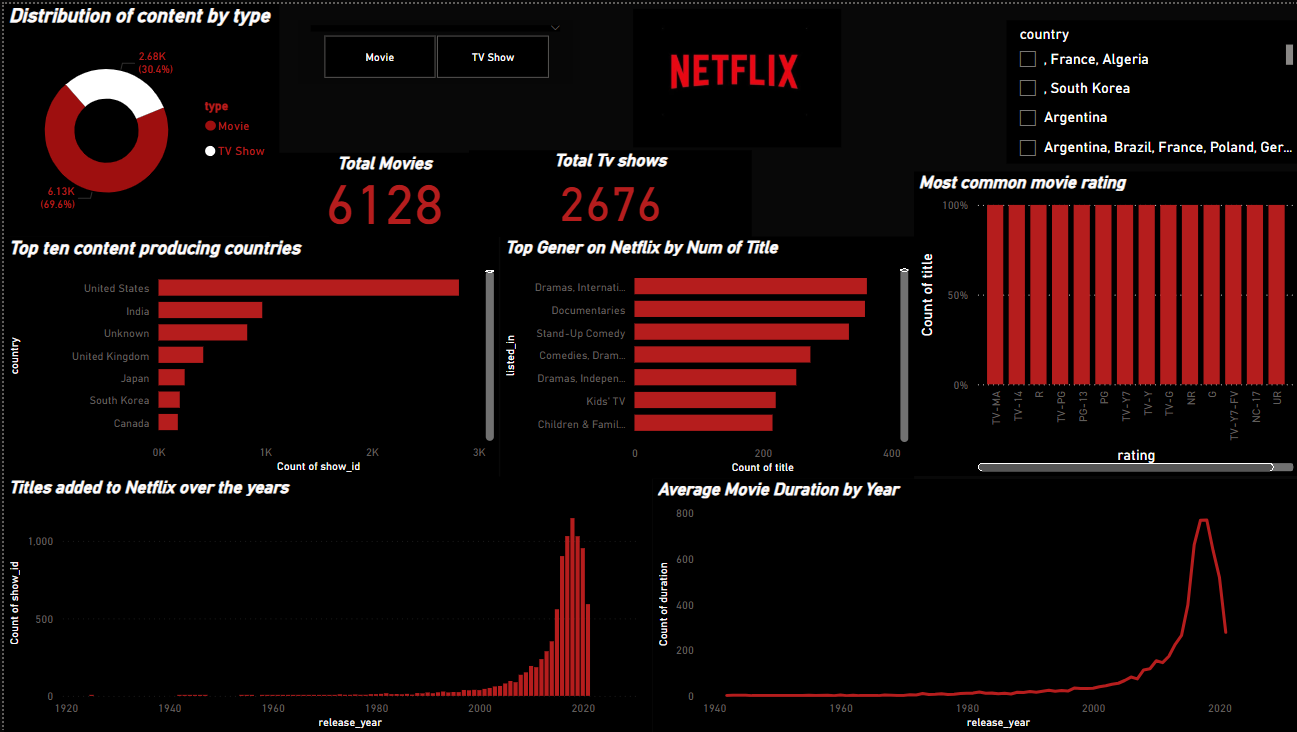 Distribution of content by type
2.68K
(30.4%)
type
Movie
TV Show
6.13K
(69.6%)
Movie
TV Show
NETFLIX
country
, France, Algeria
, South Korea
Argentina
Argentina, Brazil, France, Poland, Ger...
Total Movies
6128
Total Tv shows
2676
Most common movie rating
100%
50%
0%
Count of title
TV-MA
TV-14
R
TV-PG
PG-13
PG
TV-Y7
TV-Y
TV-G
NR
G
TV-Y7-FV
NC-17
UR
rating
Top ten content producing countries
country
United States
India
Unknown
United Kingdom
Japan
South Korea
Canada
0K
1K
2K
3K
Count of show_id
Top Gener on Netflix by Num of Title
listed_in
Dramas, Internati...
Documentaries
Stand-Up Comedy
Comedies, Dram...
Dramas, Indepen...
Kids' TV
Children & Famil...
0
200
400
Count of title
Titles added to Netflix over the years
Count of show_id
1,000
500
0
1920
1940
1960
1980
2000
2020
release_year
Average Movie Duration by Year
Count of duration
800
600
400
200
0
1940
1960
1980
2000
2020
release_year